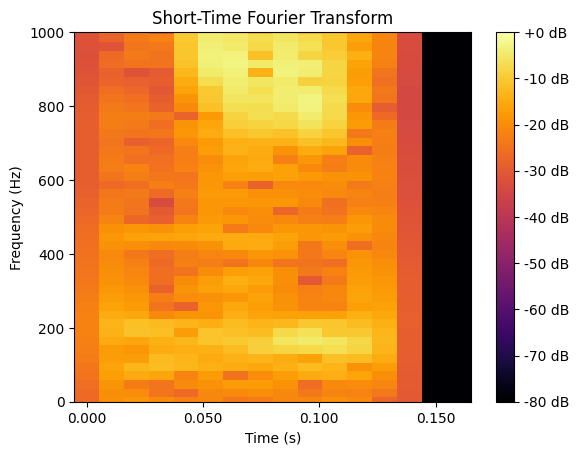 Short-Time Fourier Transform
Frequency (Hz)
1000
800
600
400
200
0
0.000
0.050
0.100
0.150
Time (s)
+0 dB
-10 dB
-20 dB
-30 dB
-40 dB
-50 dB
-60 dB
-70 dB
-80 dB